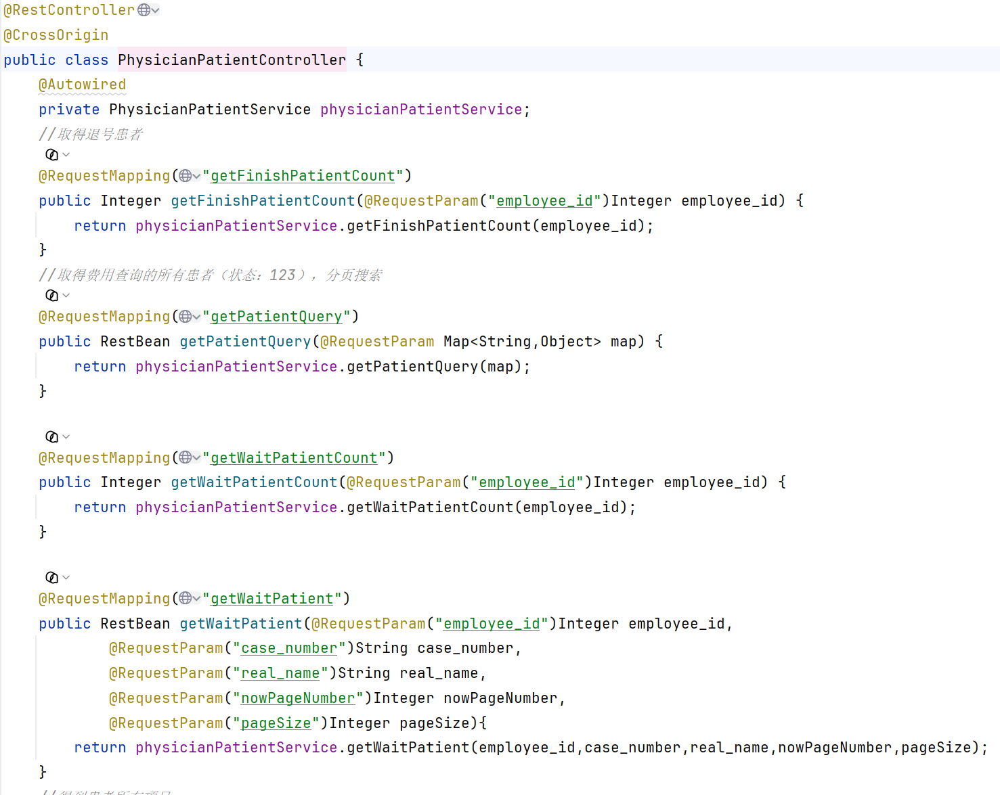 @RestController
@CrossOrigin
public class PhysicianPatientController {
@Autowired
private PhysicianPatientService physicianPatientService;
//取得退号患者
@RequestMapping("getFinishPatientCount")
public Integer getFinishPatientCount(@RequestParam("employee_id")Integer employee_id) {
return physicianPatientService.getFinishPatientCount(employee_id);
}
//取得费用查询的所有患者（状态：123），分页搜索
@RequestMapping("getPatientQuery")
public RestBean getPatientQuery(@RequestParam Map<String,Object> map) {
return physicianPatientService.getPatientQuery(map);
}
@RequestMapping("getWaitPatientCount")
public Integer getWaitPatientCount(@RequestParam("employee_id")Integer employee_id) {
return physicianPatientService.getWaitPatientCount(employee_id);
}
@RequestMapping("getWaitPatient")
public RestBean getWaitPatient(@RequestParam("employee_id")Integer employee_id,
@RequestParam("case_number")String case_number,
@RequestParam("real_name")String real_name,
@RequestParam("nowPageNumber")Integer nowPageNumber,
@RequestParam("pageSize")Integer pageSize){
return physicianPatientService.getWaitPatient(employee_id,case_number,real_name,nowPageNumber,pageSize);
}